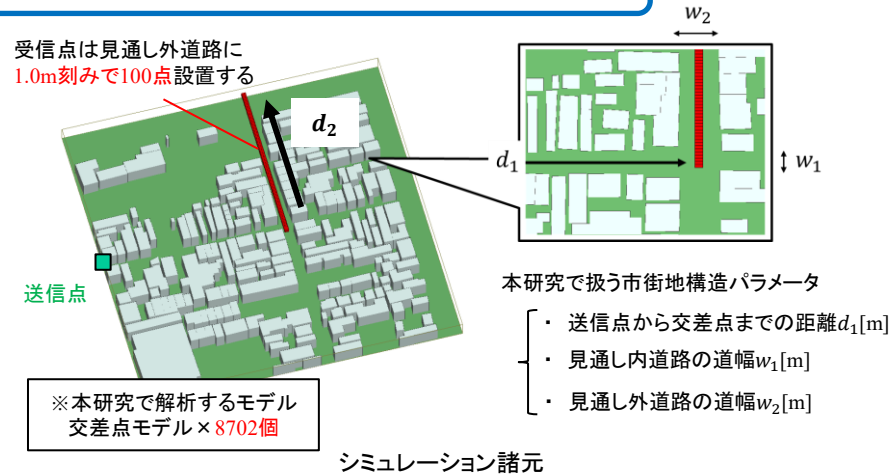 受信点は見通し外道路に
1.0m刻みで100点設置する
d₂
送信点
※本研究で解析するモデル
交差点モデル×8702個
w₂
d₁
w₁
本研究で扱う市街地構造パラメータ
・ 送信点から交差点までの距離d₁[m]
・ 見通し内道路の道幅w₁[m]
・ 見通し外道路の道幅w₂[m]
シミュレーション諸元